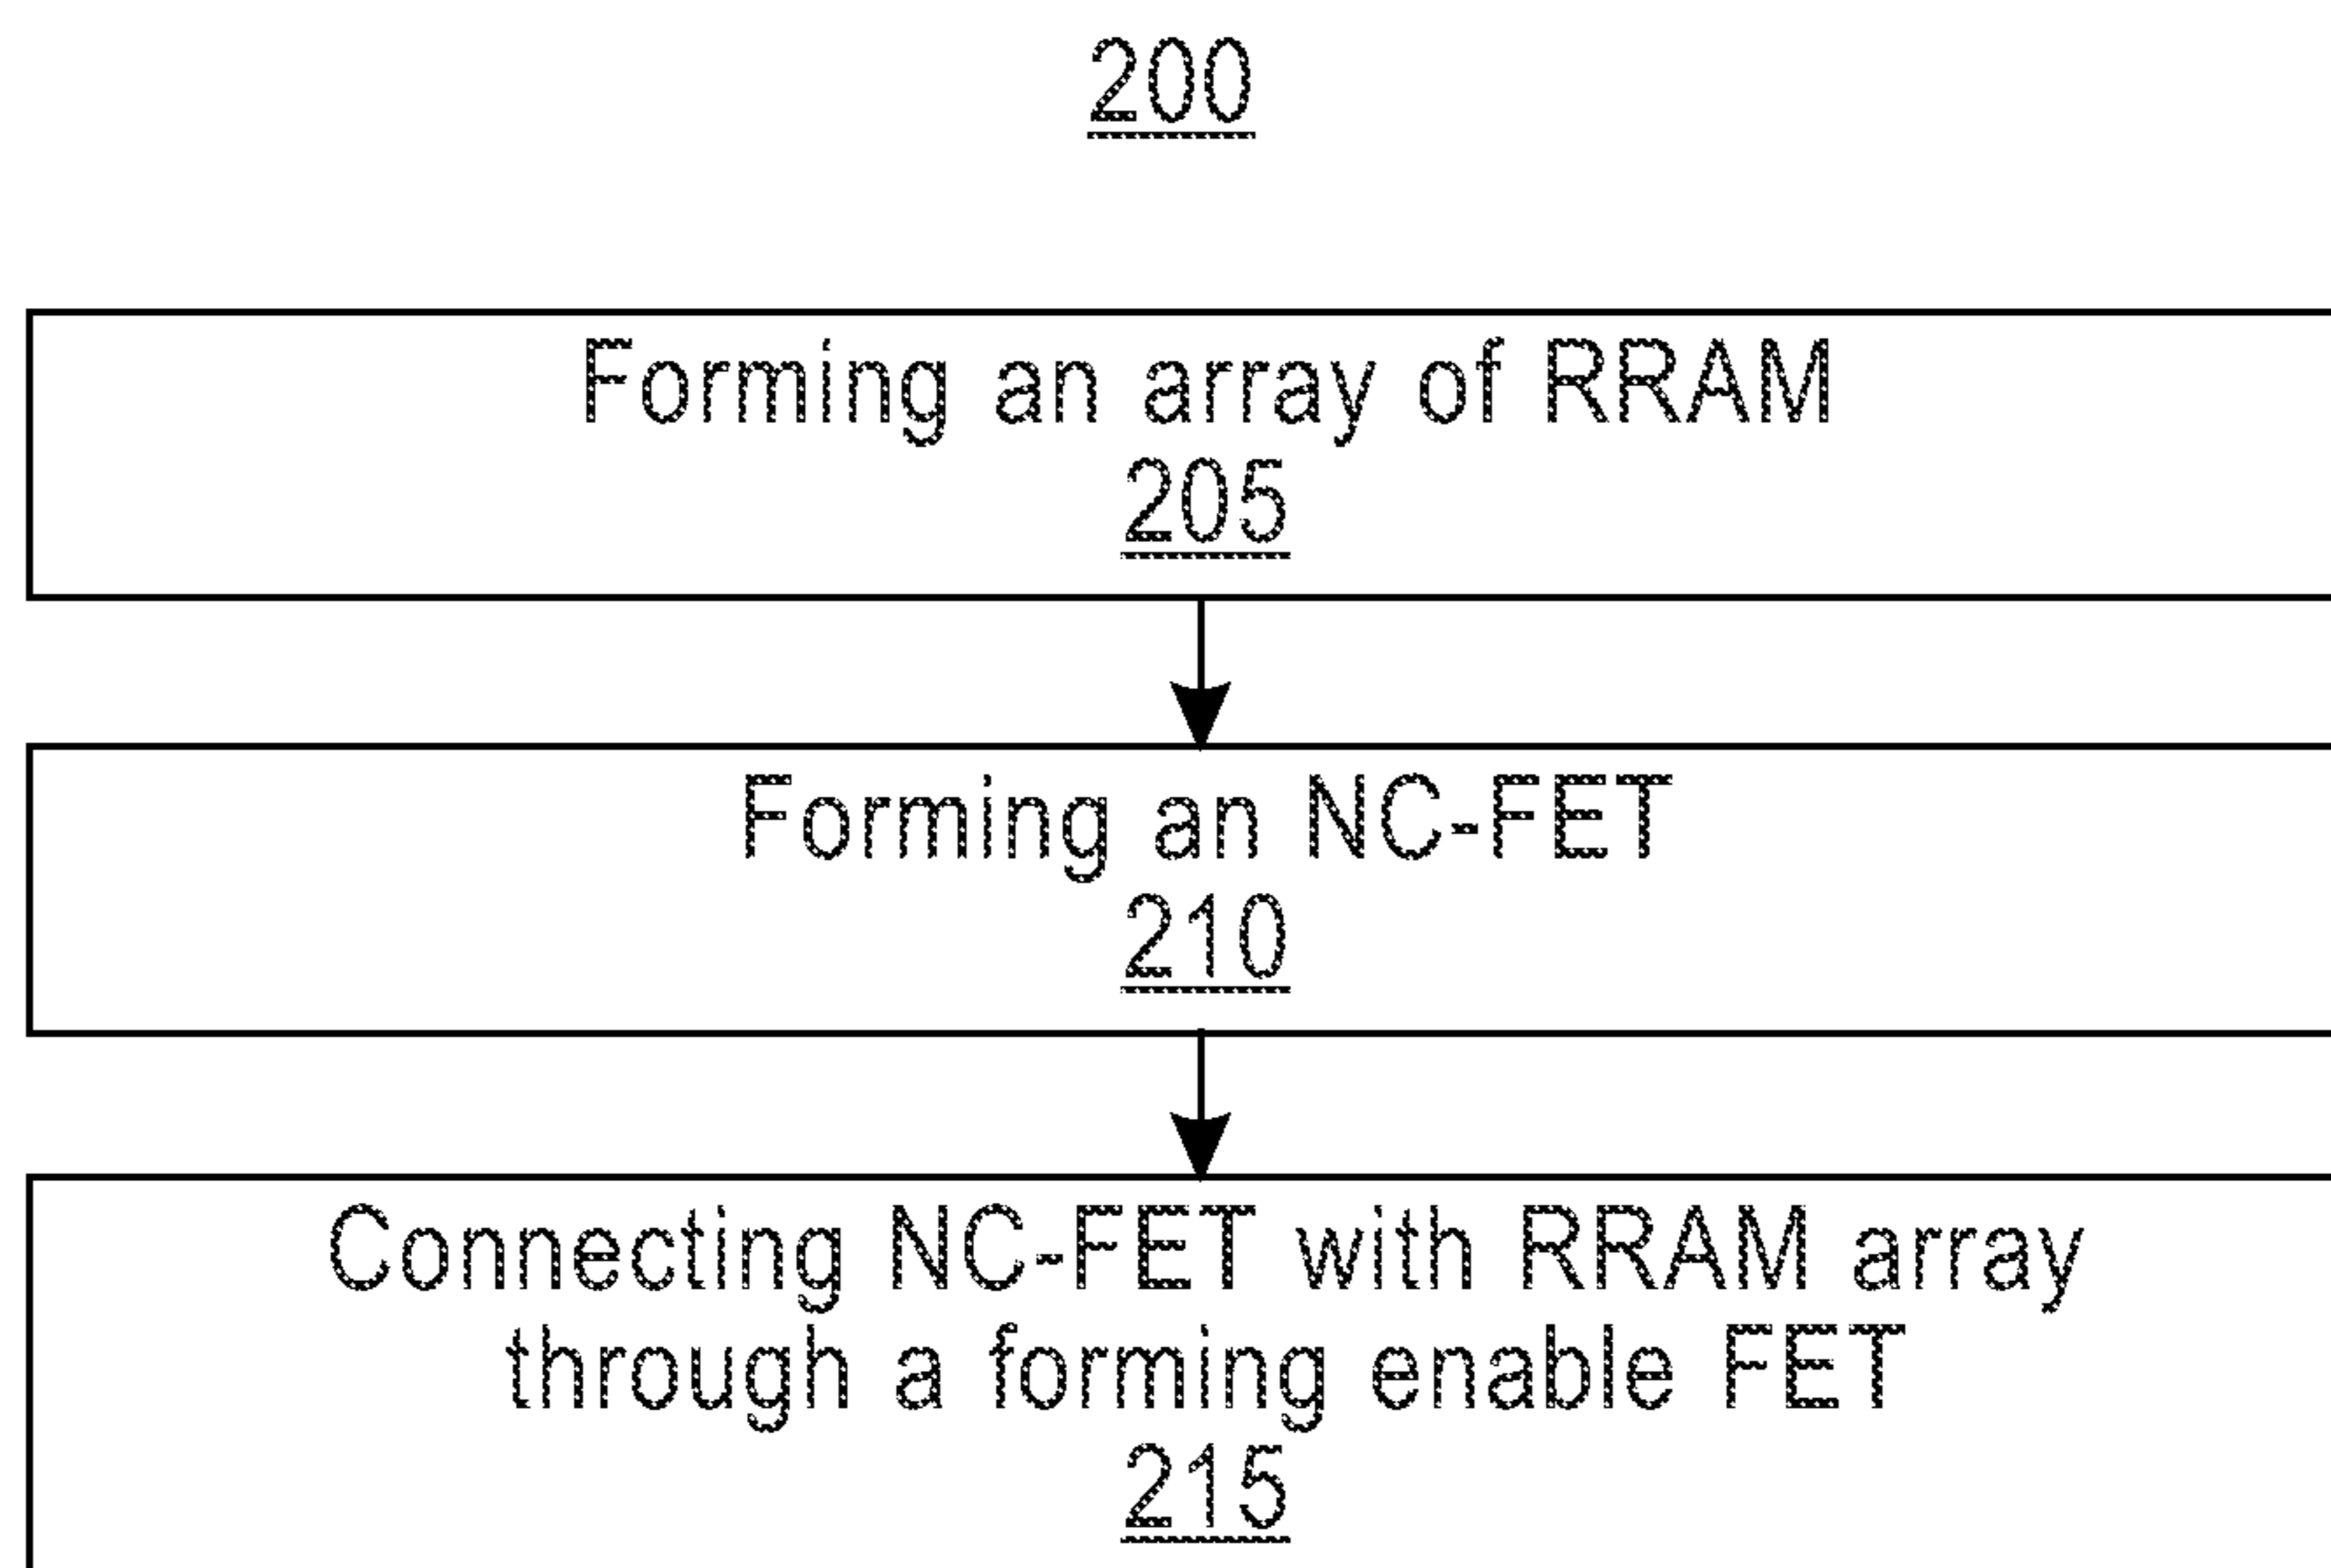 200
Forming an array of RRAM
205
Forming an NC-FET
210
Connecting NC-FET with RRAM array
through a forming enable FET
215